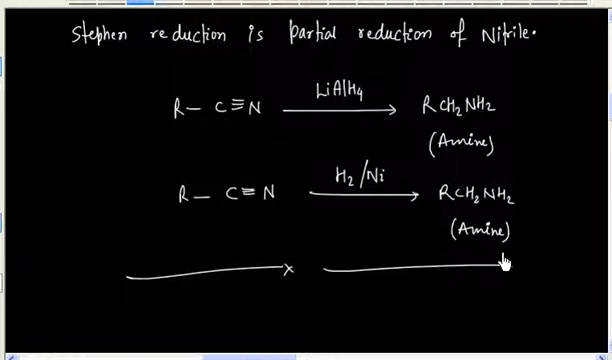 Stephen reduction is partial reduction of Nitrile.
LiAlH4
R- C≡N → RCH2NH2
(Amine)
H2/Ni
R- C≡N → RCH2NH2
(Amine)